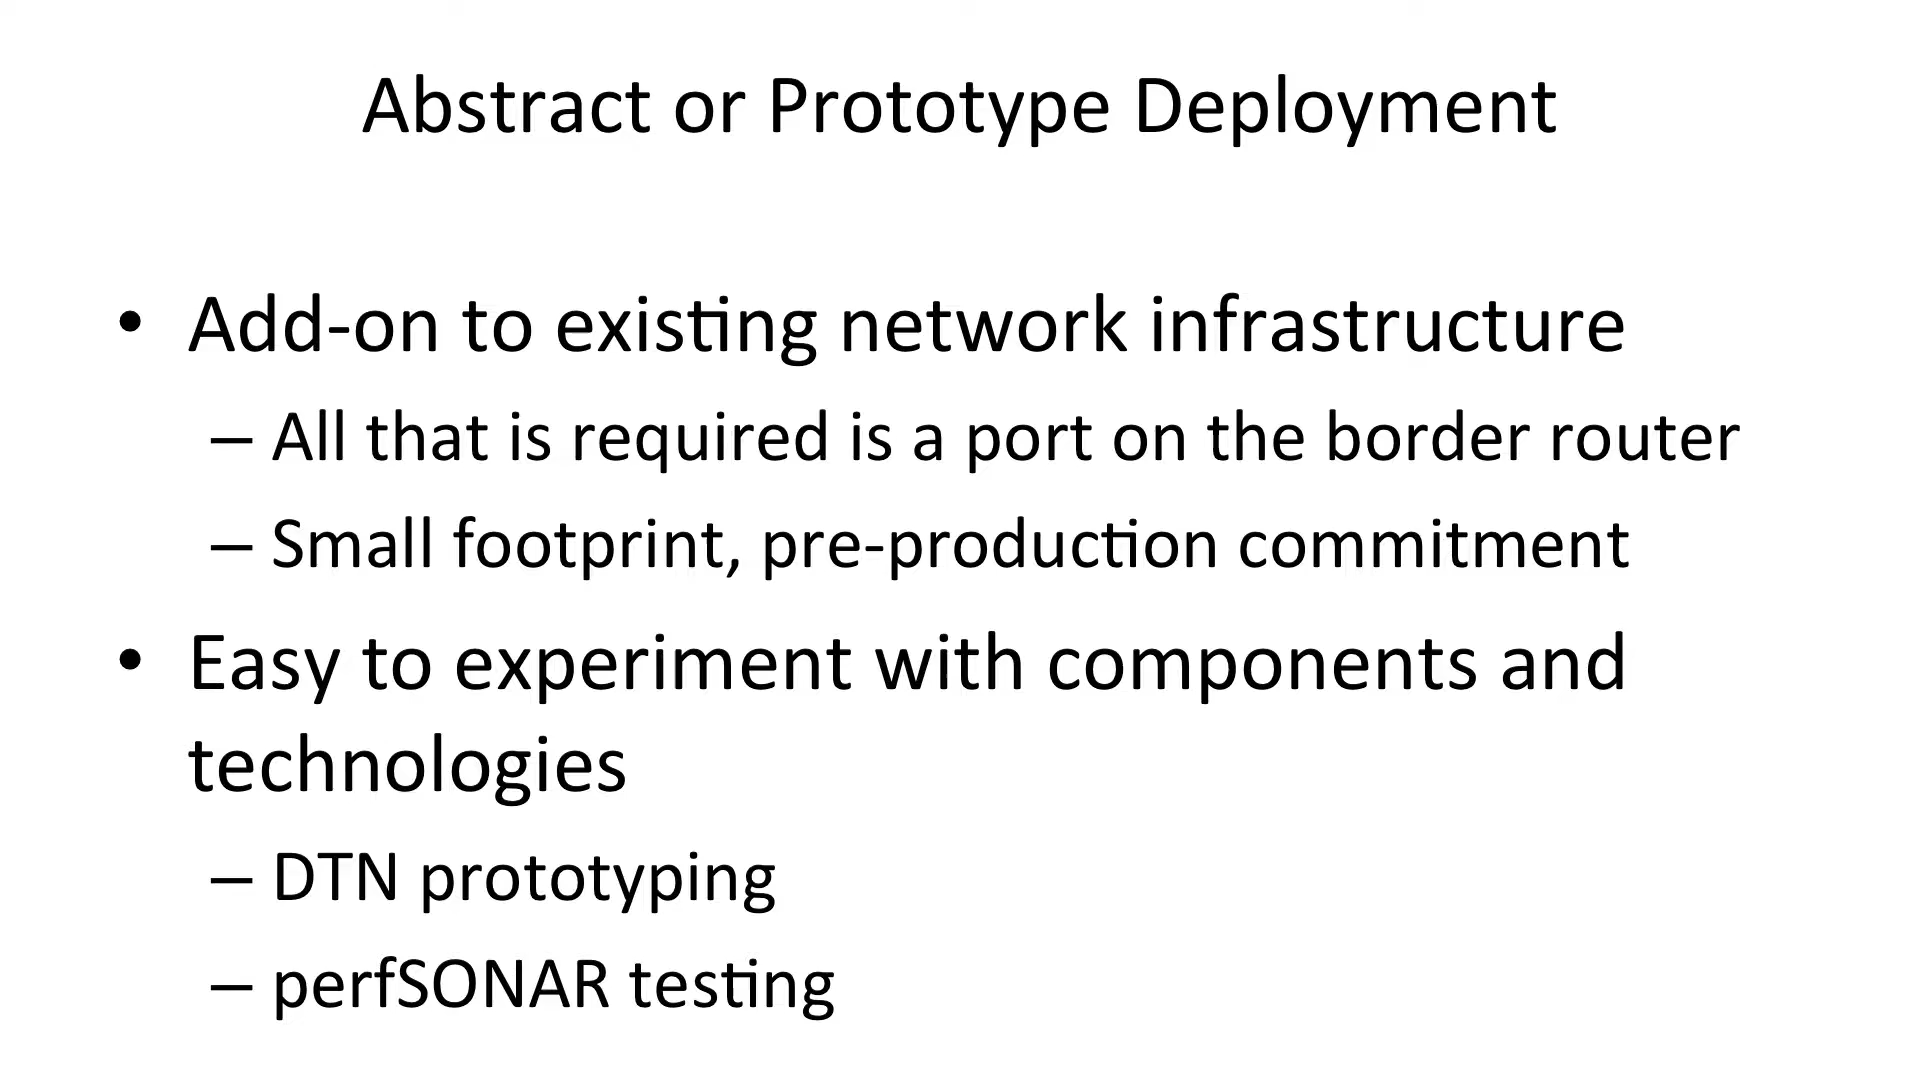 Abstract or Prototype Deployment
• Add-on to existing network infrastructure
– All that is required is a port on the border router
– Small footprint, pre-production commitment
• Easy to experiment with components and
technologies
– DTN prototyping
– perfSONAR testing